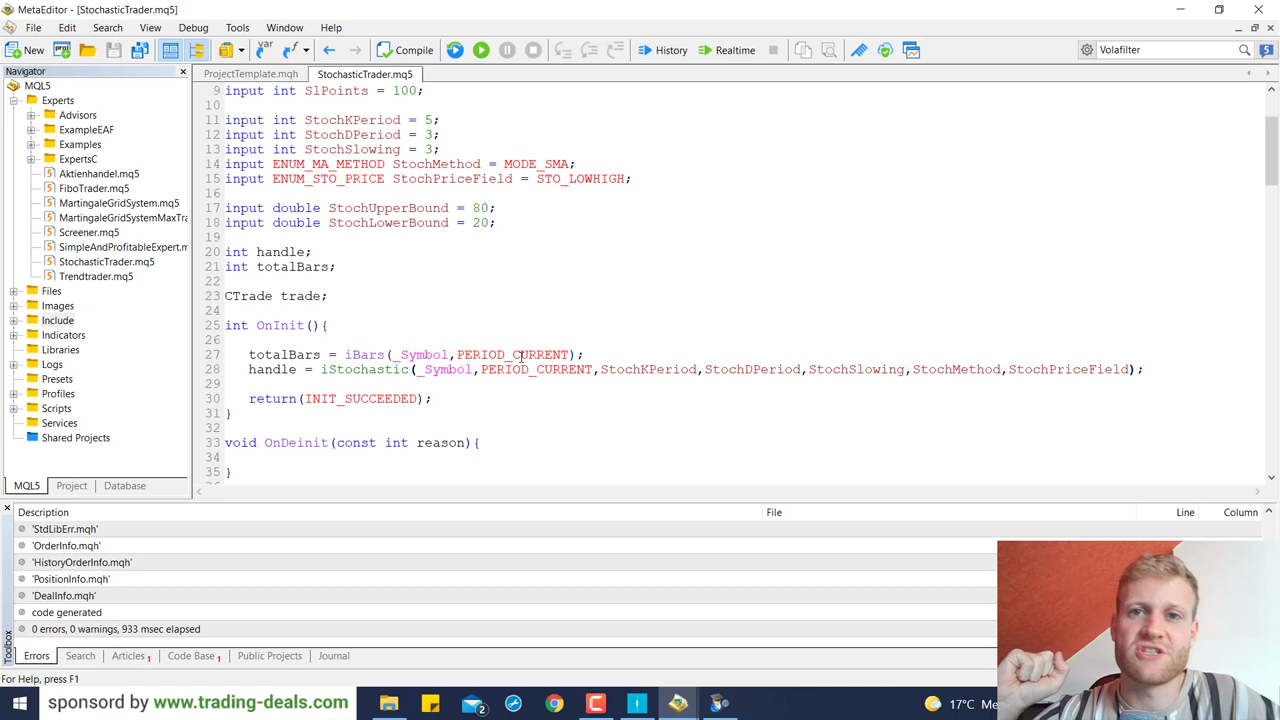 MetaEditor - [StochasticTrader.mq5]
File Edit Search View Debug Tools Window Help
New Compile History Realtime Volafilter 5
Navigator
ProjectTemplate.mqh StochasticTrader.mq5
MQL5
Experts
Advisors
ExampleEAF
Examples
ExpertsC
Aktienhandel.mq5
FiboTrader.mq5
MartingaleGridSystem.mq5
MartingaleGridSystemMaxTra
Screener.mq5
SimpleAndProfitableExpert.m
StochasticTrader.mq5
Trendtrader.mq5
Files
Images
Include
Indicators
Libraries
Logs
Presets
Profiles
Scripts
Services
Shared Projects
MQL5 Project Database
9 input int SlPoints = 100;
10
11 input int StochKPeriod = 5;
12 input int StochDPeriod = 3;
13 input int StochSlowing = 3;
14 input ENUM_MA_METHOD StochMethod = MODE_SMA;
15 input ENUM_STO_PRICE StochPriceField = STO_LOWHIGH;
16
17 input double StochUpperBound = 80;
18 input double StochLowerBound = 20;
19
20 int handle;
21 int totalBars;
22
23 CTrade trade;
24
25 int OnInit(){
26
27 totalBars = iBars(_Symbol,PERIOD_CURRENT);
28 handle = iStochastic(_Symbol,PERIOD_CURRENT,StochKPeriod,StochDPeriod,StochSlowing,StochMethod,StochPriceField);
29
30 return(INIT_SUCCEEDED);
31 }
32
33 void OnDeinit(const int reason){
34
35 }
Description File Line Column
'StdLibErr.mqh'
'OrderInfo.mqh'
'HistoryOrderInfo.mqh'
'PositionInfo.mqh'
'DealInfo.mqh'
code generated
0 errors, 0 warnings, 933 msec elapsed
Toolbox
Errors Search Articles 1 Code Base 1 Public Projects Journal
For Help, press F1
sponsord by www.trading-deals.com 2 17°C